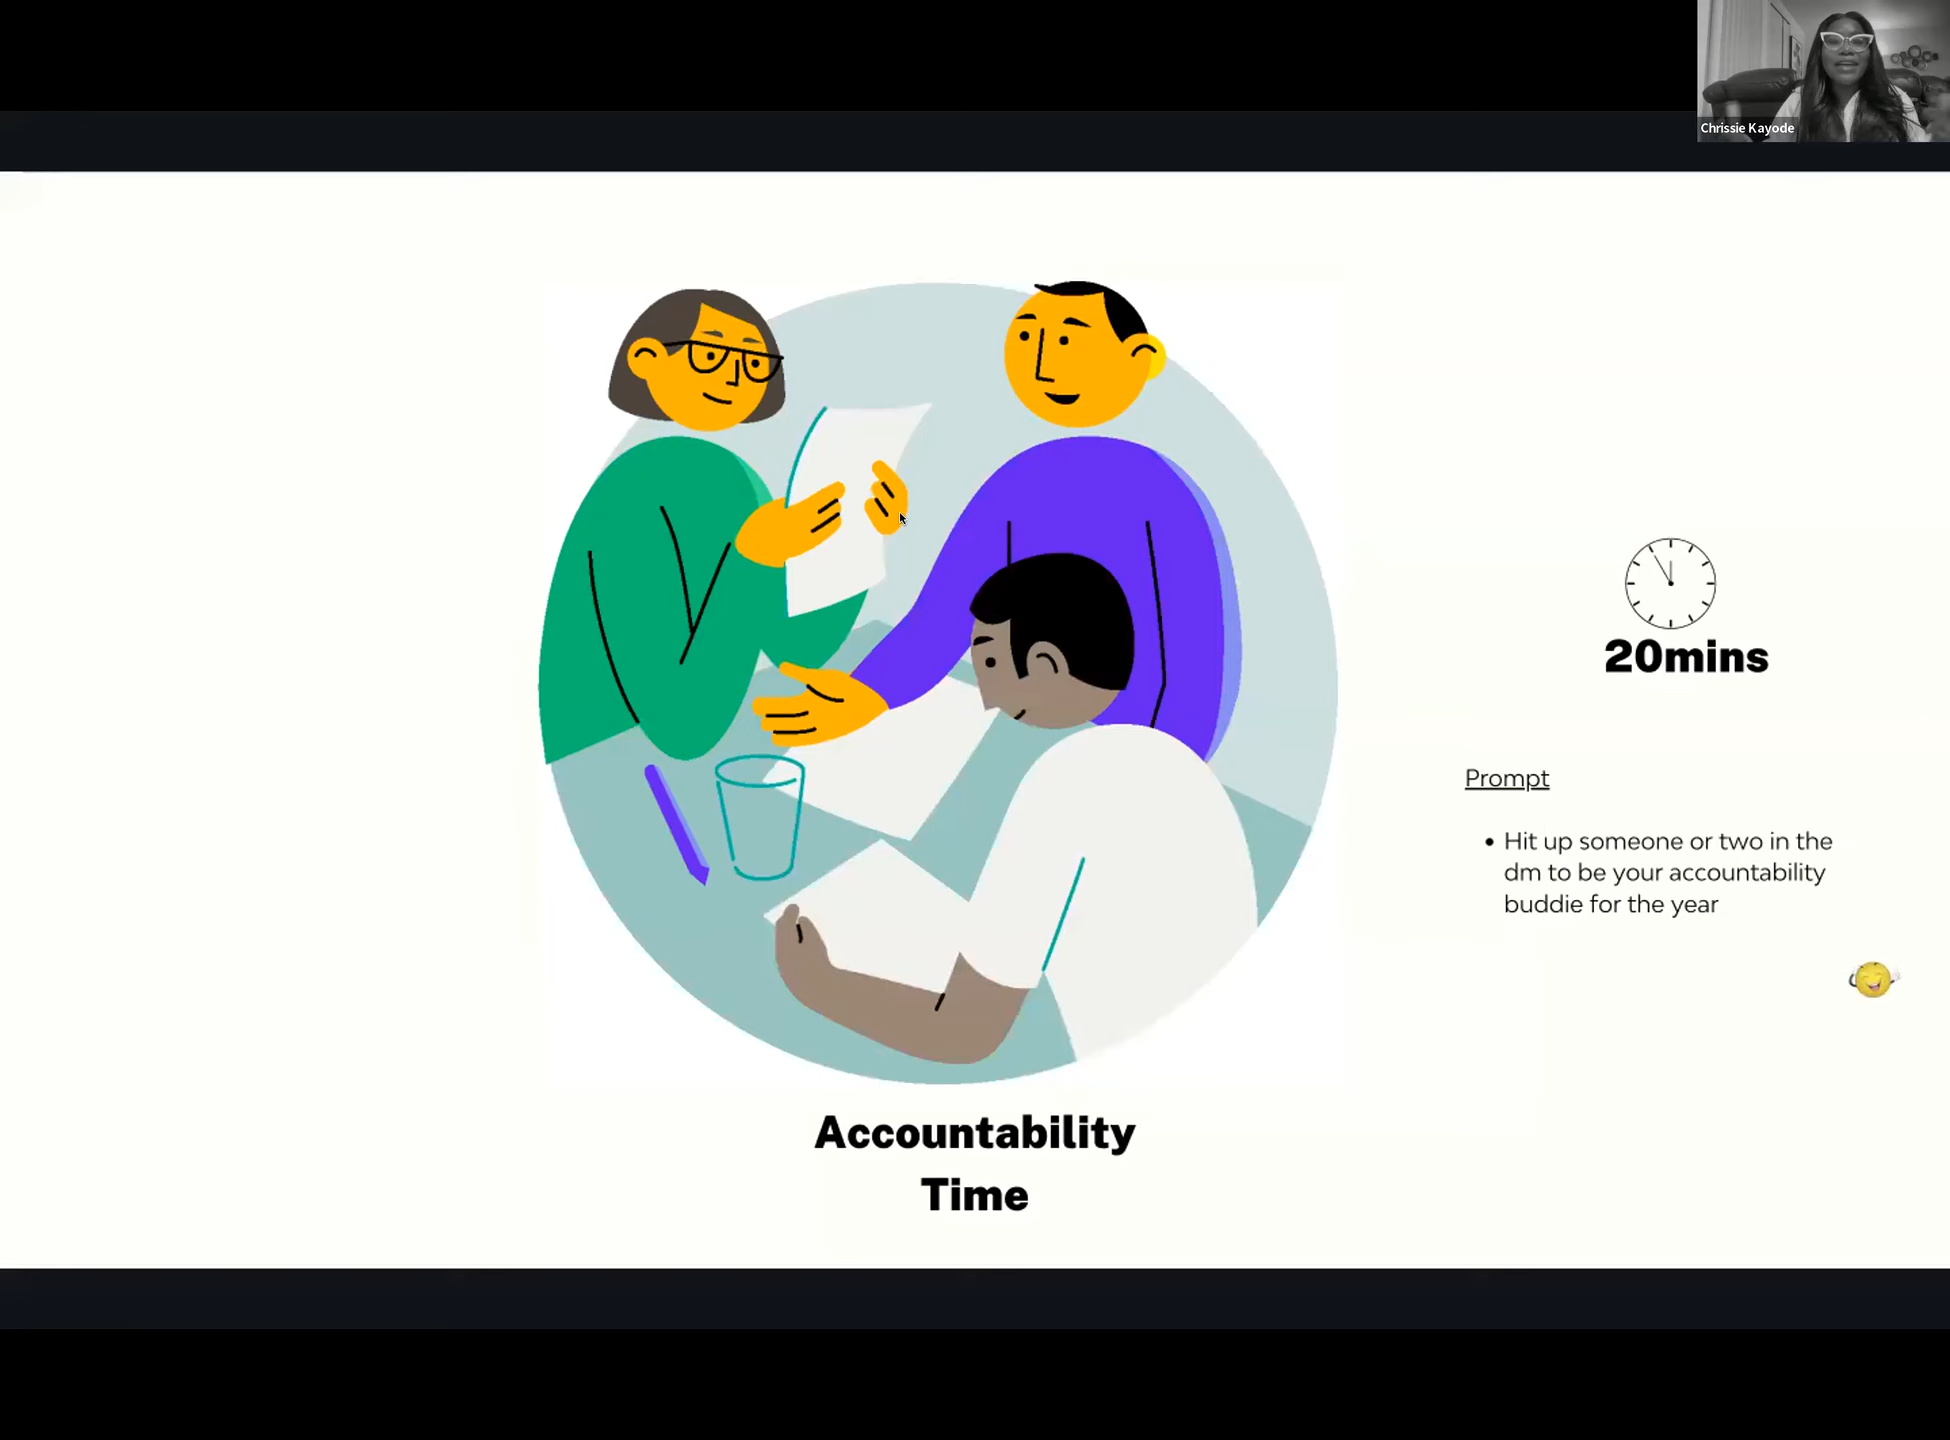 Chrissie Kayode
20mins
Prompt
• Hit up someone or two in the
dm to be your accountability
buddie for the year
Accountability
Time